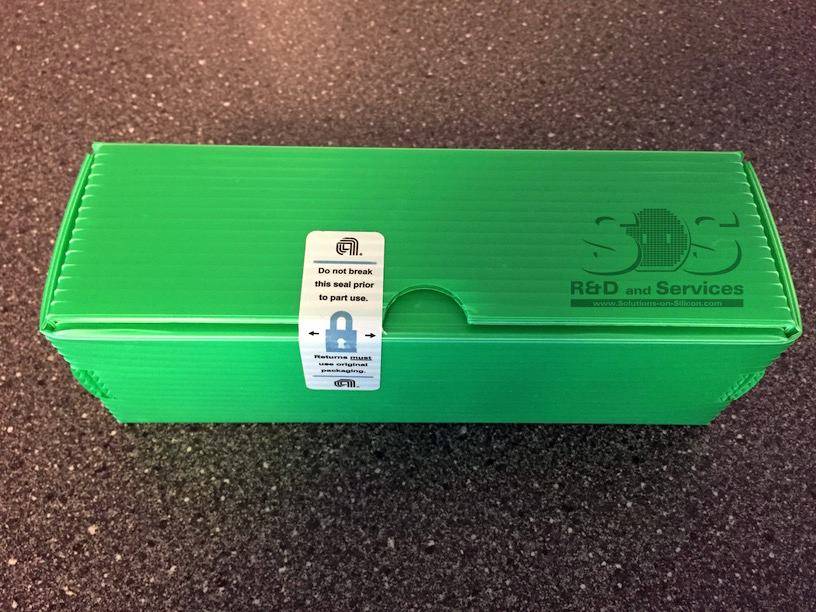 Do not break
this seal prior
to part use.
Returns must
use original
packaging.
SOS
R&D and Services
www.Solutions-on-Silicon.com